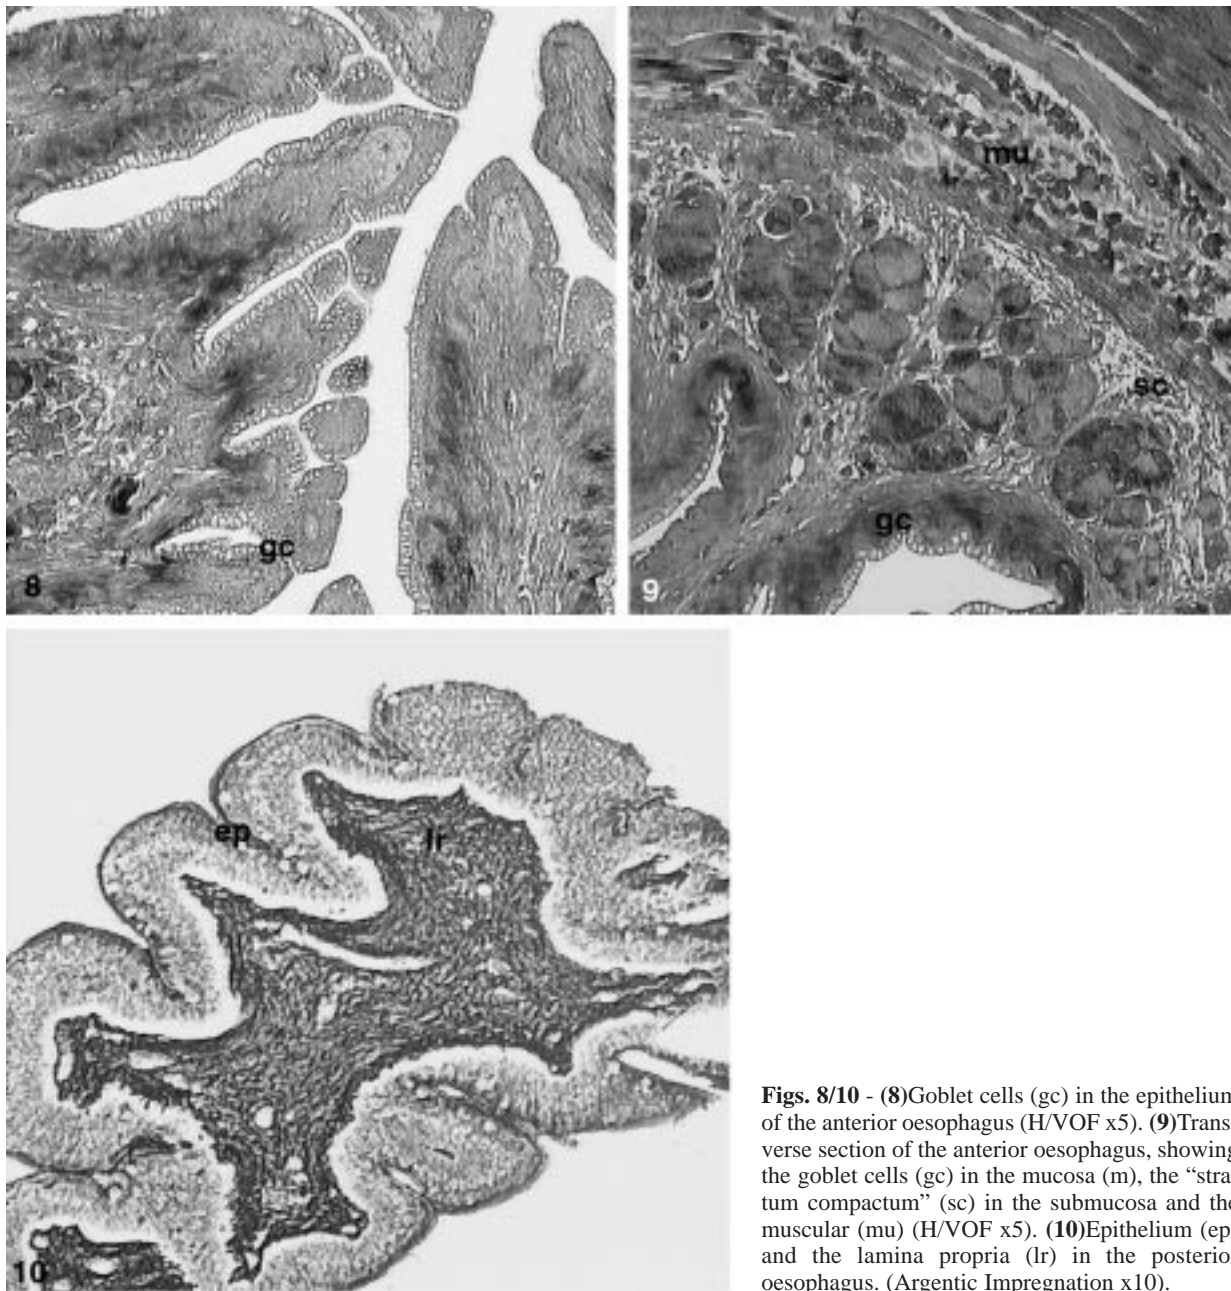 mu
sc
gc
gc
8
9
ep
lr
10
Figs. 8/10 - (8)Goblet cells (gc) in the epithelium
of the anterior oesophagus (H/VOF x5). (9)Trans-
verse section of the anterior oesophagus, showing
the goblet cells (gc) in the mucosa (m), the “stra-
tum compactum” (sc) in the submucosa and the
muscular (mu) (H/VOF x5). (10)Epithelium (ep
and the lamina propria (lr) in the posterio
oesophagus. (Argentic Impregnation x10).